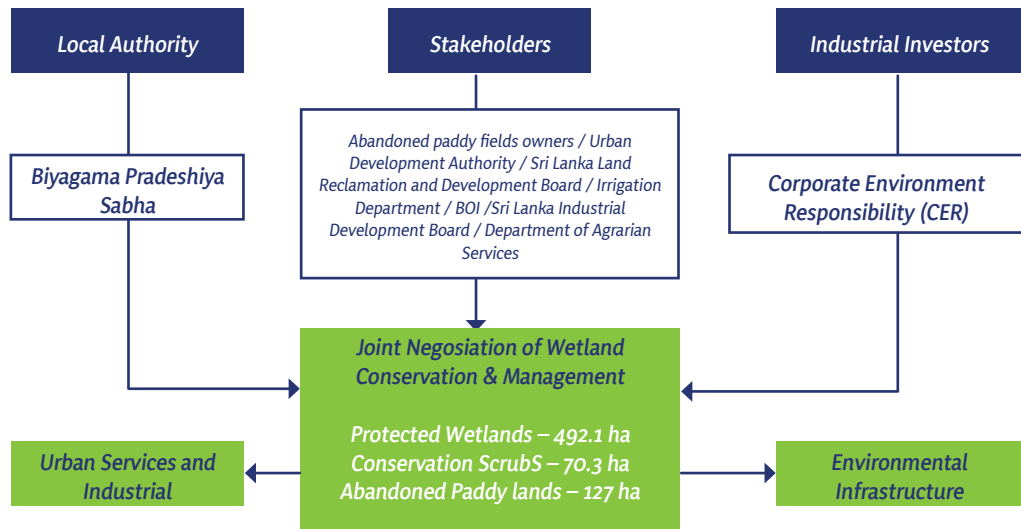 Local Authority
Stakeholders
Industrial Investors
Biyagama Pradeshiya
Sabha
Abandoned paddy fields owners / Urban
Development Authority / Sri Lanka Land
Reclamation and Development Board / Irrigation
Department / BOI /Sri Lanka Industrial
Development Board / Department of Agrarian
Services
Corporate Environment
Responsibility (CER)
Joint Negosiation of Wetland
Conservation & Management
Protected Wetlands – 492.1 ha
Conservation ScrubS – 70.3 ha
Abandoned Paddy lands – 127 ha
Urban Services and
Industrial
Environmental
Infrastructure